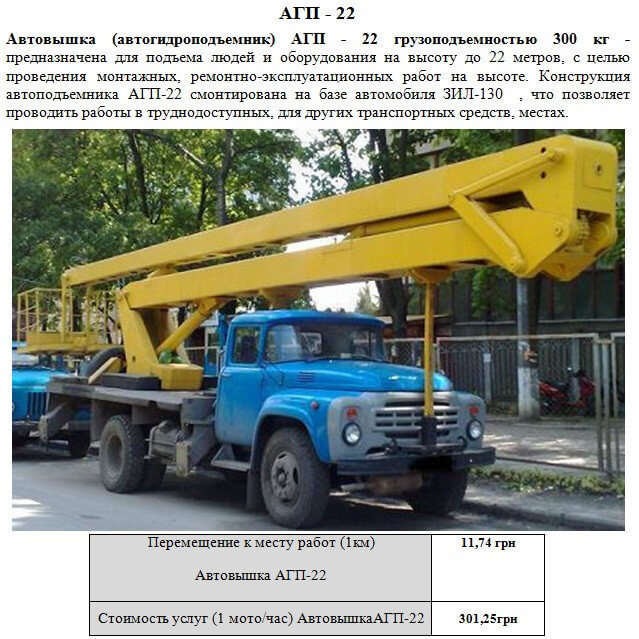 АГП - 22
Автовышка (автогидроподъемник) АГП - 22 грузоподъемностью 300 кг -
предназначена для подъема людей и оборудования на высоту до 22 метров, с целью
проведения монтажных, ремонтно-эксплуатационных работ на высоте. Конструкция
автоподъемника АГП-22 смонтирована на базе автомобиля ЗИЛ-130 , что позволяет
проводить работы в труднодоступных, для других транспортных средств, местах.
Перемещение к месту работ (1км) 11,74 грн
Автовышка АГП-22
Стоимость услуг (1 мото/час) АвтовышкаАГП-22 301,25грн